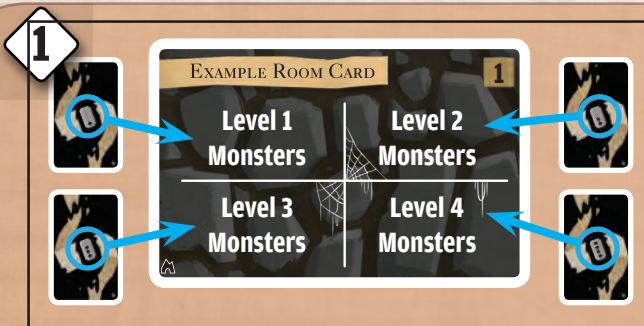 1
EXAMPLE ROOM CARD 1
Level 1
Monsters
Level 2
Monsters
Level 3
Monsters
Level 4
Monsters